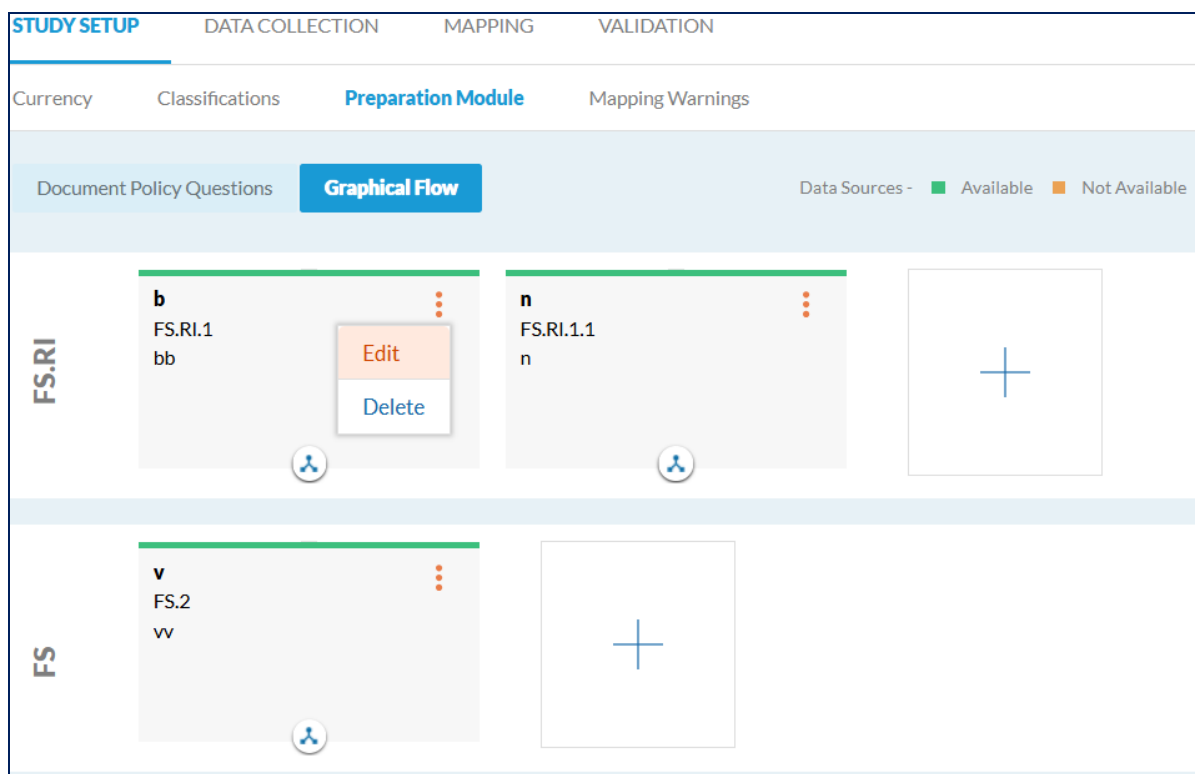 STUDY SETUP DATA COLLECTION MAPPING VALIDATION
Currency Classifications Preparation Module Mapping Warnings
Document Policy Questions Graphical Flow Data Sources - Available Not Available
FS.RI
b
FS.RI.1
bb
Edit
Delete
n
FS.RI.1.1
n
FS
v
FS.2
vv